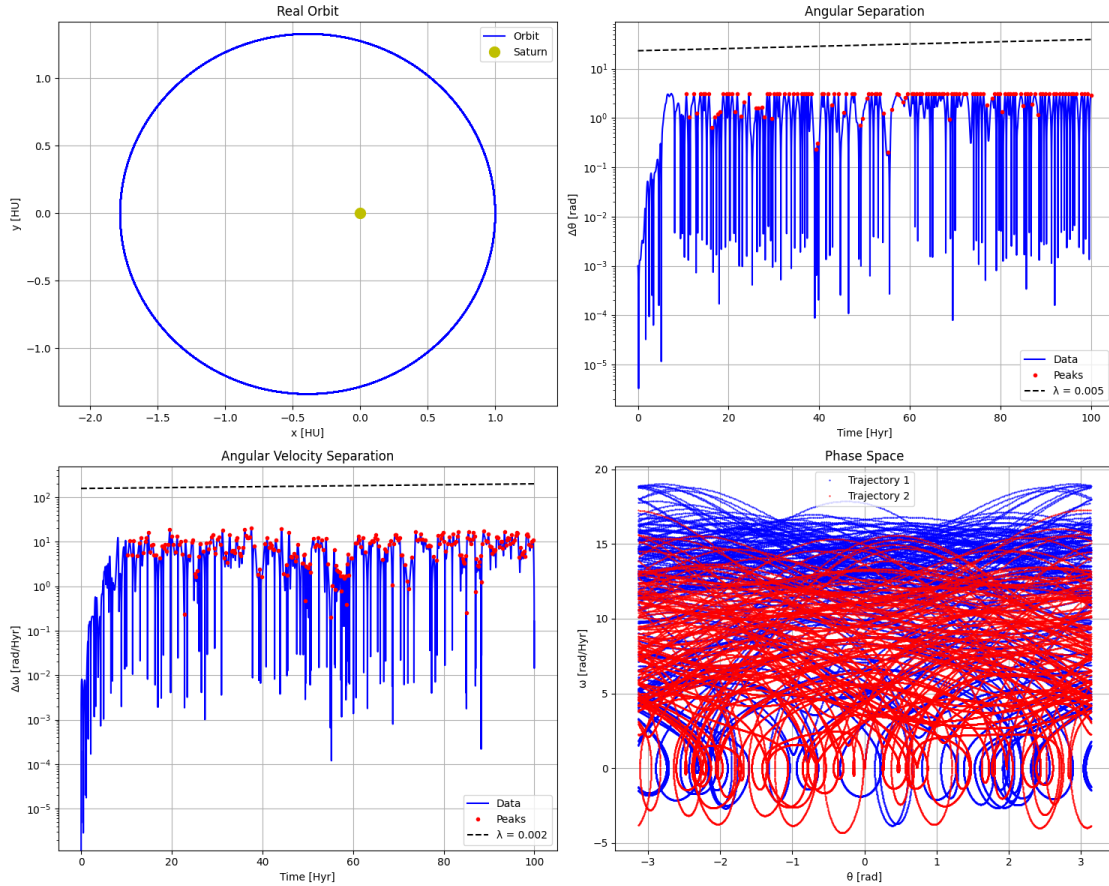 Real Orbit
Orbit
Saturn
1.0
0.5
0.0
−0.5
−1.0
y [HU]
−2.0 −1.5 −1.0 −0.5 0.0 0.5 1.0
x [HU]
Angular Separation
10¹
10⁰
10⁻¹
10⁻²
10⁻³
10⁻⁴
10⁻⁵
Δθ [rad]
Data
Peaks
λ = 0.005
0 20 40 60 80 100
Time [Hyr]
Angular Velocity Separation
10²
10¹
10⁰
10⁻¹
10⁻²
10⁻³
10⁻⁴
10⁻⁵
Δω [rad/Hyr]
Data
Peaks
λ = 0.002
0 20 40 60 80 100
Time [Hyr]
Phase Space
Trajectory 1
Trajectory 2
20
15
10
5
0
−5
ω [rad/Hyr]
−3 −2 −1 0 1 2 3
θ [rad]